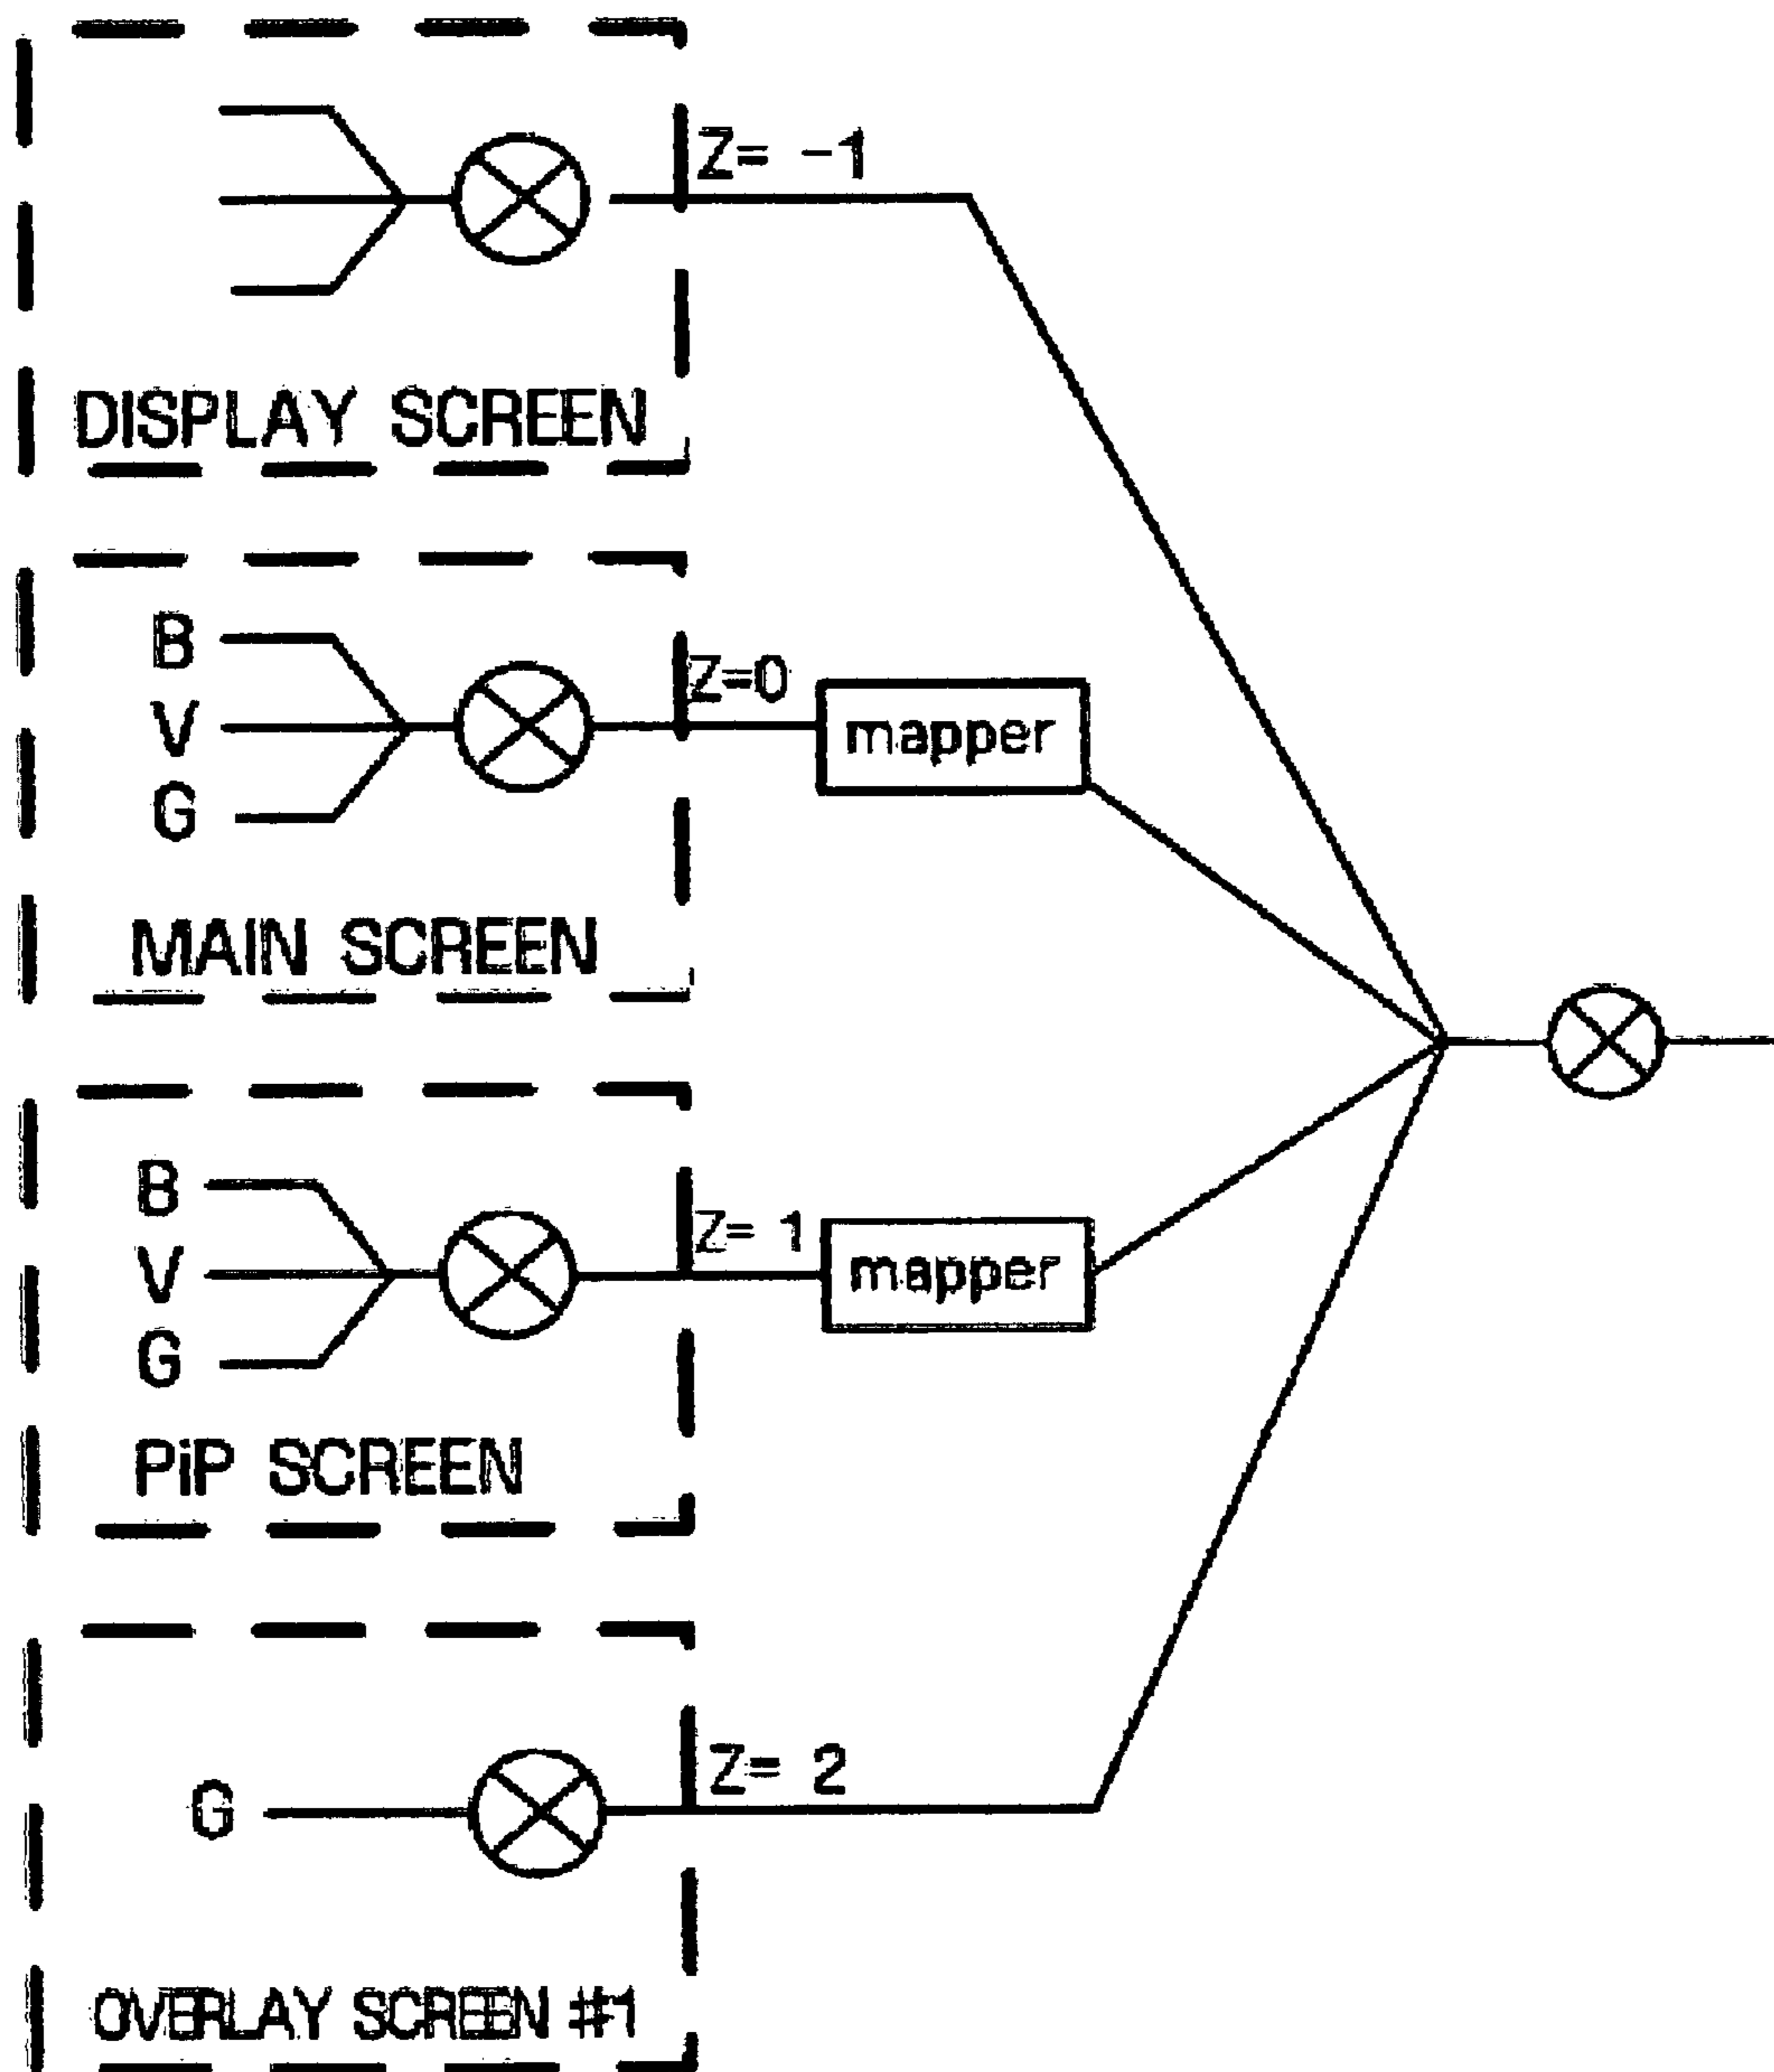 Z= -1
DISPLAY SCREEN
B
Z=0
V
mapper
G
MAIN SCREEN
B
Z= 1
V
mapper
G
PiP SCREEN
Z= 2
G
OVERLAY SCREEN #1